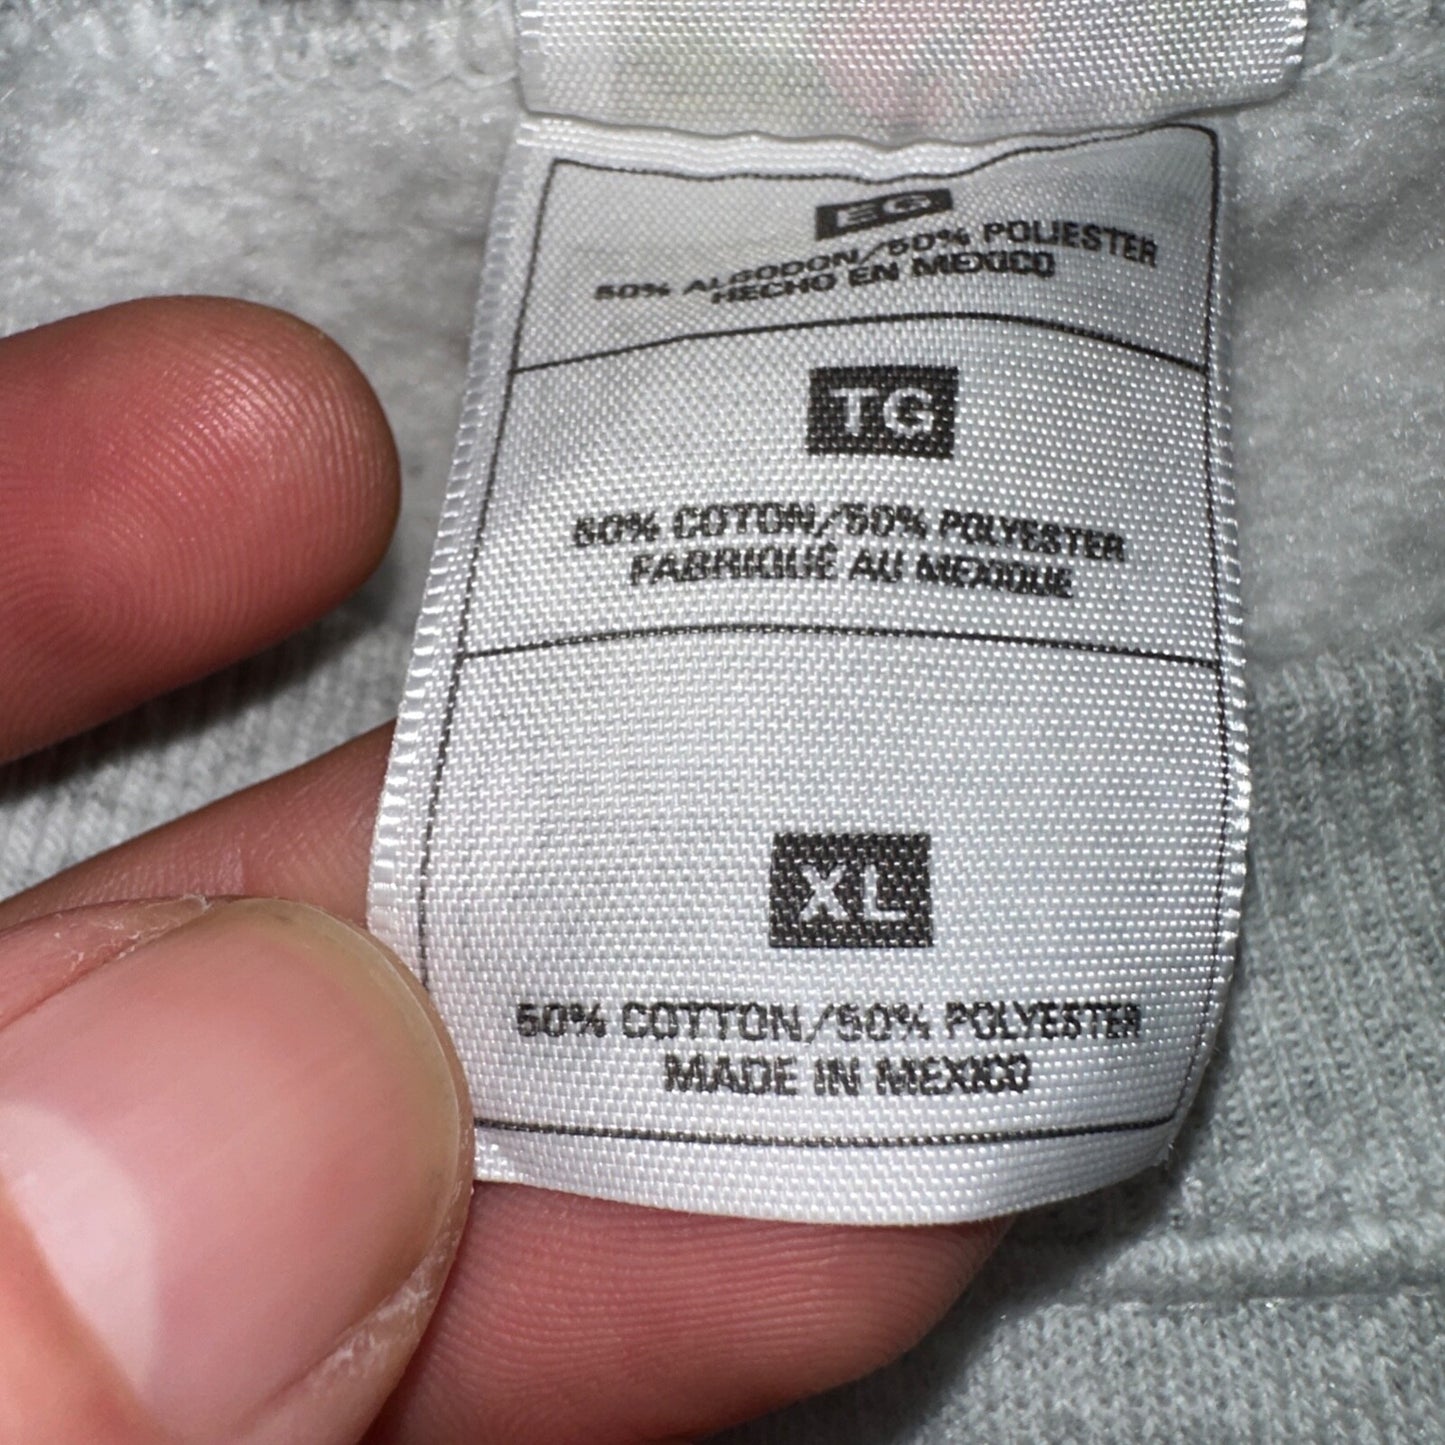 EG
50% ALGODON/50% POLIESTER
HECHO EN MEXICO
TG
50% COTON/50% POLYESTER
FABRIQUÉ AU MEXIQUE
XL
50% COTTON/50% POLYESTER
MADE IN MEXICO